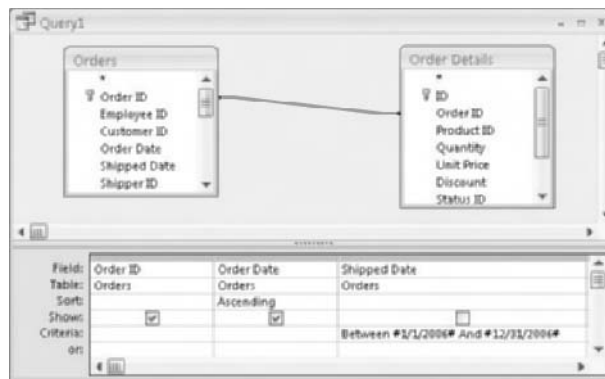 Query1
Orders
*
Order ID
Employee ID
Customer ID
Order Date
Shipped Date
Shipper ID
Order Details
*
ID
Order ID
Product ID
Quantity
Unit Price
Discount
Status ID
Field: Order ID Order Date Shipped Date
Table: Orders Orders Orders
Sort: Ascending
Show:
Criteria: Between #1/1/2006# And #12/31/2006#
or: